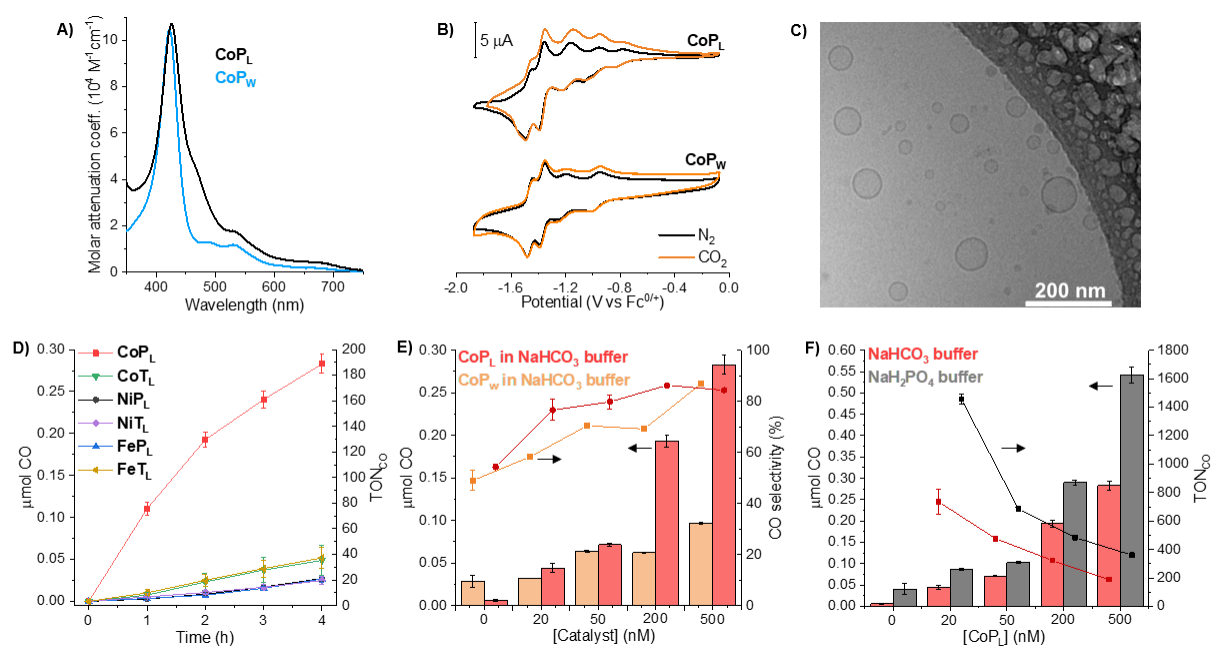 A)
Molar attenuation coeff. (10⁴ M⁻¹ cm⁻¹)
10
8
6
4
2
0
CoP_L
CoP_W
400 500 600 700
Wavelength (nm)
B)
5 μA
CoP_L
CoP_W
N₂
CO₂
-2.0 -1.6 -1.2 -0.8 -0.4 0.0
Potential (V vs Fc⁰/⁺)
C)
200 nm
D)
μmol CO
0.30
0.25
0.20
0.15
0.10
0.05
0.00
CoP_L
CoT_L
NiP_L
NiT_L
FeP_L
FeT_L
200
180
160
140
120
100
80
60
40
20
0
TON_CO
0 1 2 3 4
Time (h)
E)
μmol CO
0.30
0.25
0.20
0.15
0.10
0.05
0.00
CoP_L in NaHCO₃ buffer
CoP_W in NaHCO₃ buffer
100
80
60
40
20
0
CO selectivity (%)
0 20 50 200 500
[Catalyst] (nM)
F)
μmol CO
0.60
0.55
0.50
0.45
0.40
0.35
0.30
0.25
0.20
0.15
0.10
0.05
0.00
NaHCO₃ buffer
NaH₂PO₄ buffer
1800
1600
1400
1200
1000
800
600
400
200
0
TON_CO
0 20 50 200 500
[CoP_L] (nM)